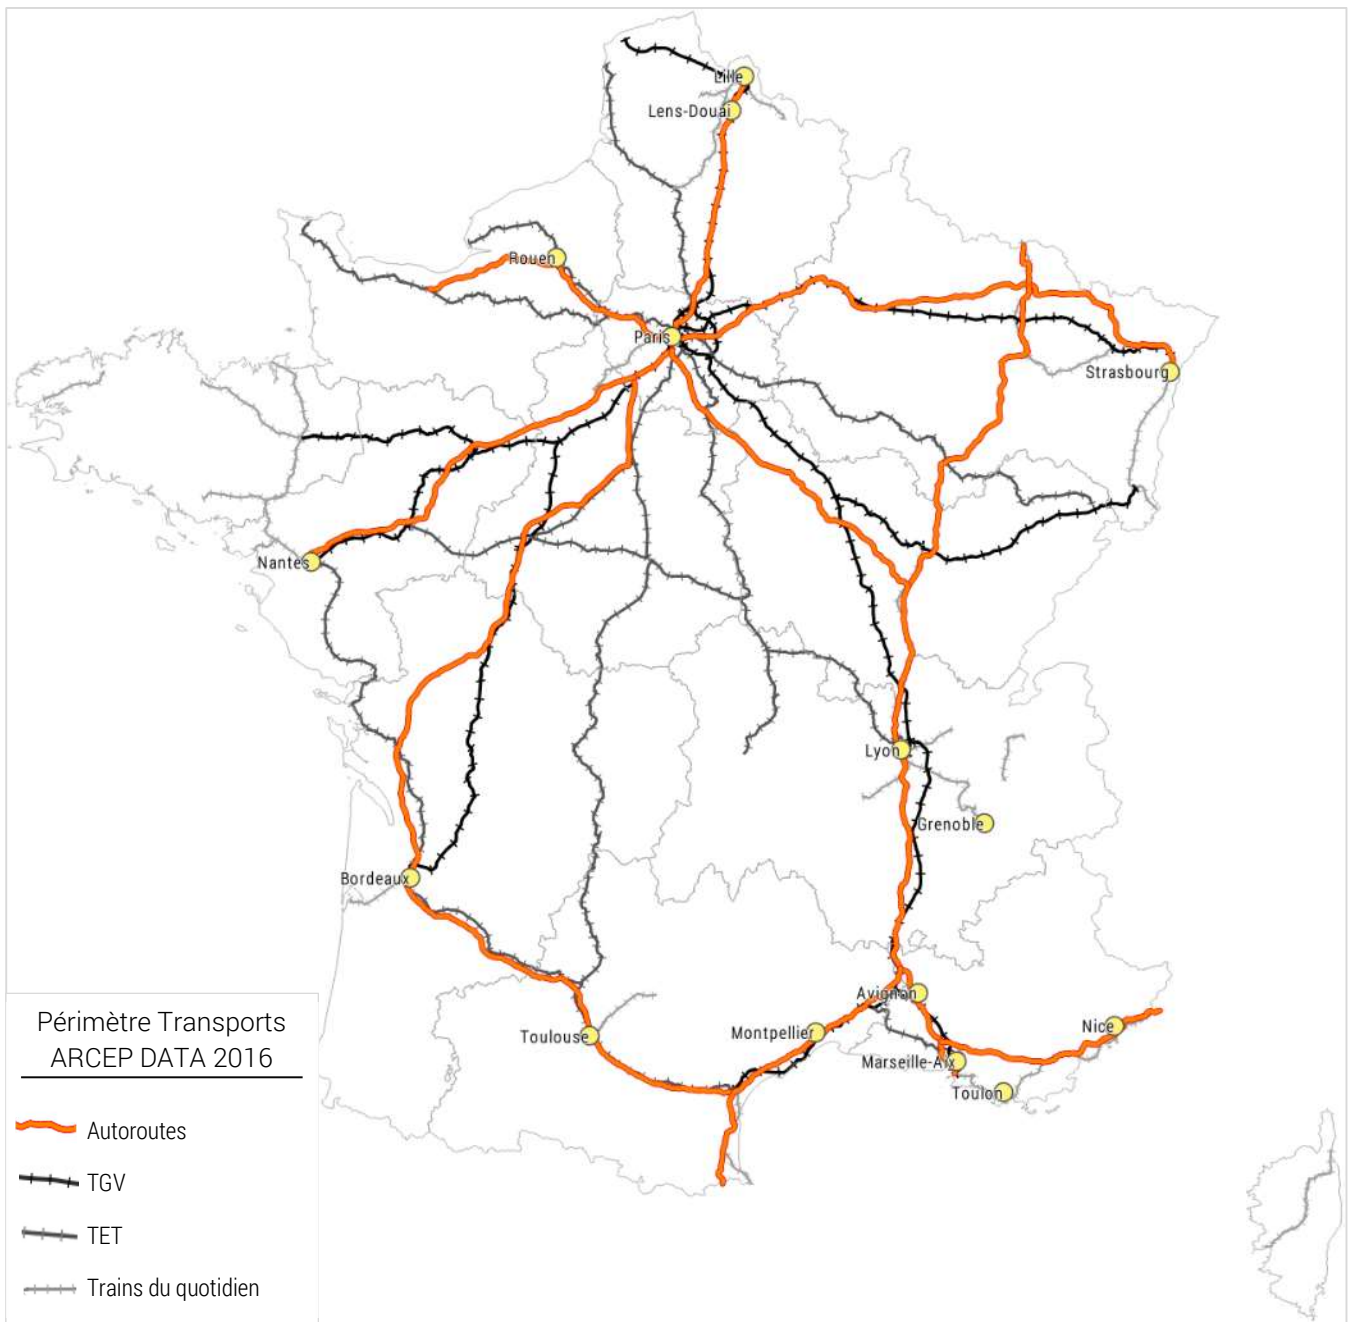 Lille
Lens-Douai
Rouen
Paris
Strasbourg
Nantes
Lyon
Grenoble
Bordeaux
Avignon
Toulouse
Montpellier
Nice
Marseille-Aix
Toulon
Périmètre Transports
ARCEP DATA 2016
Autoroutes
TGV
TET
Trains du quotidien